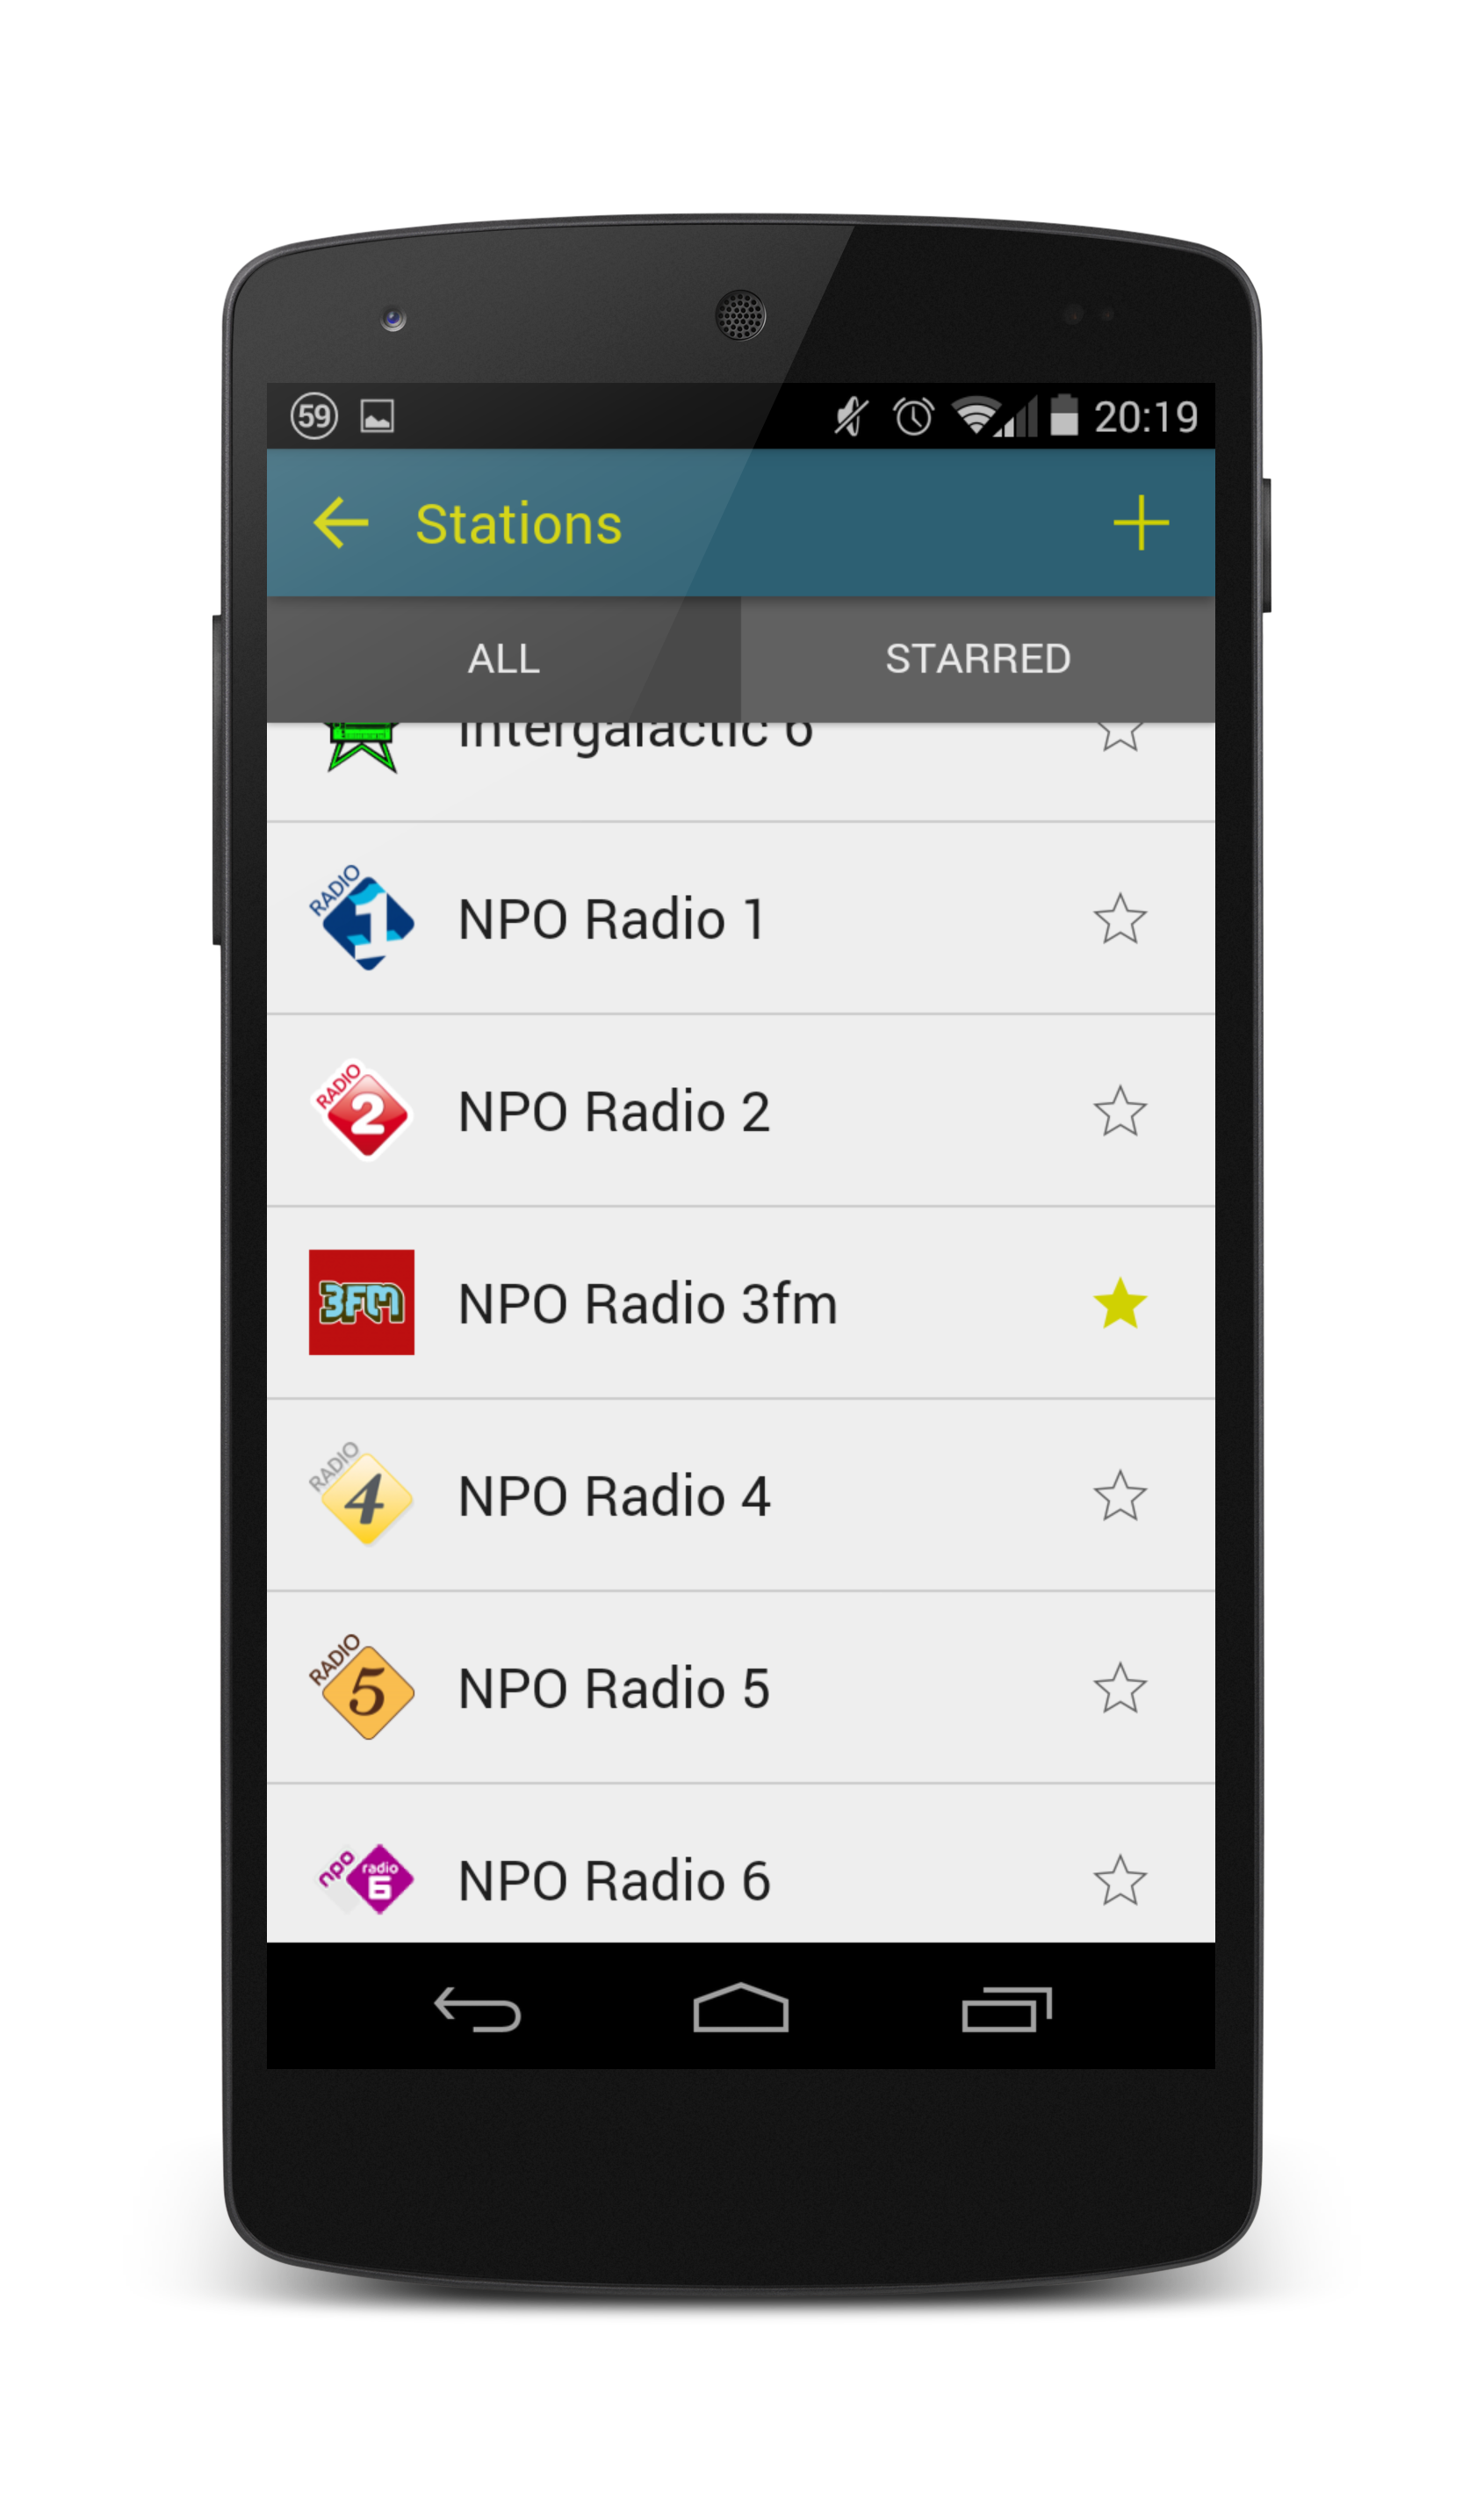 59 20:19
Stations
ALL STARRED
Intergalactic 6
RADIO 1 NPO Radio 1
RADIO 2 NPO Radio 2
3FM NPO Radio 3fm
RADIO 4 NPO Radio 4
RADIO 5 NPO Radio 5
npo radio 6 NPO Radio 6